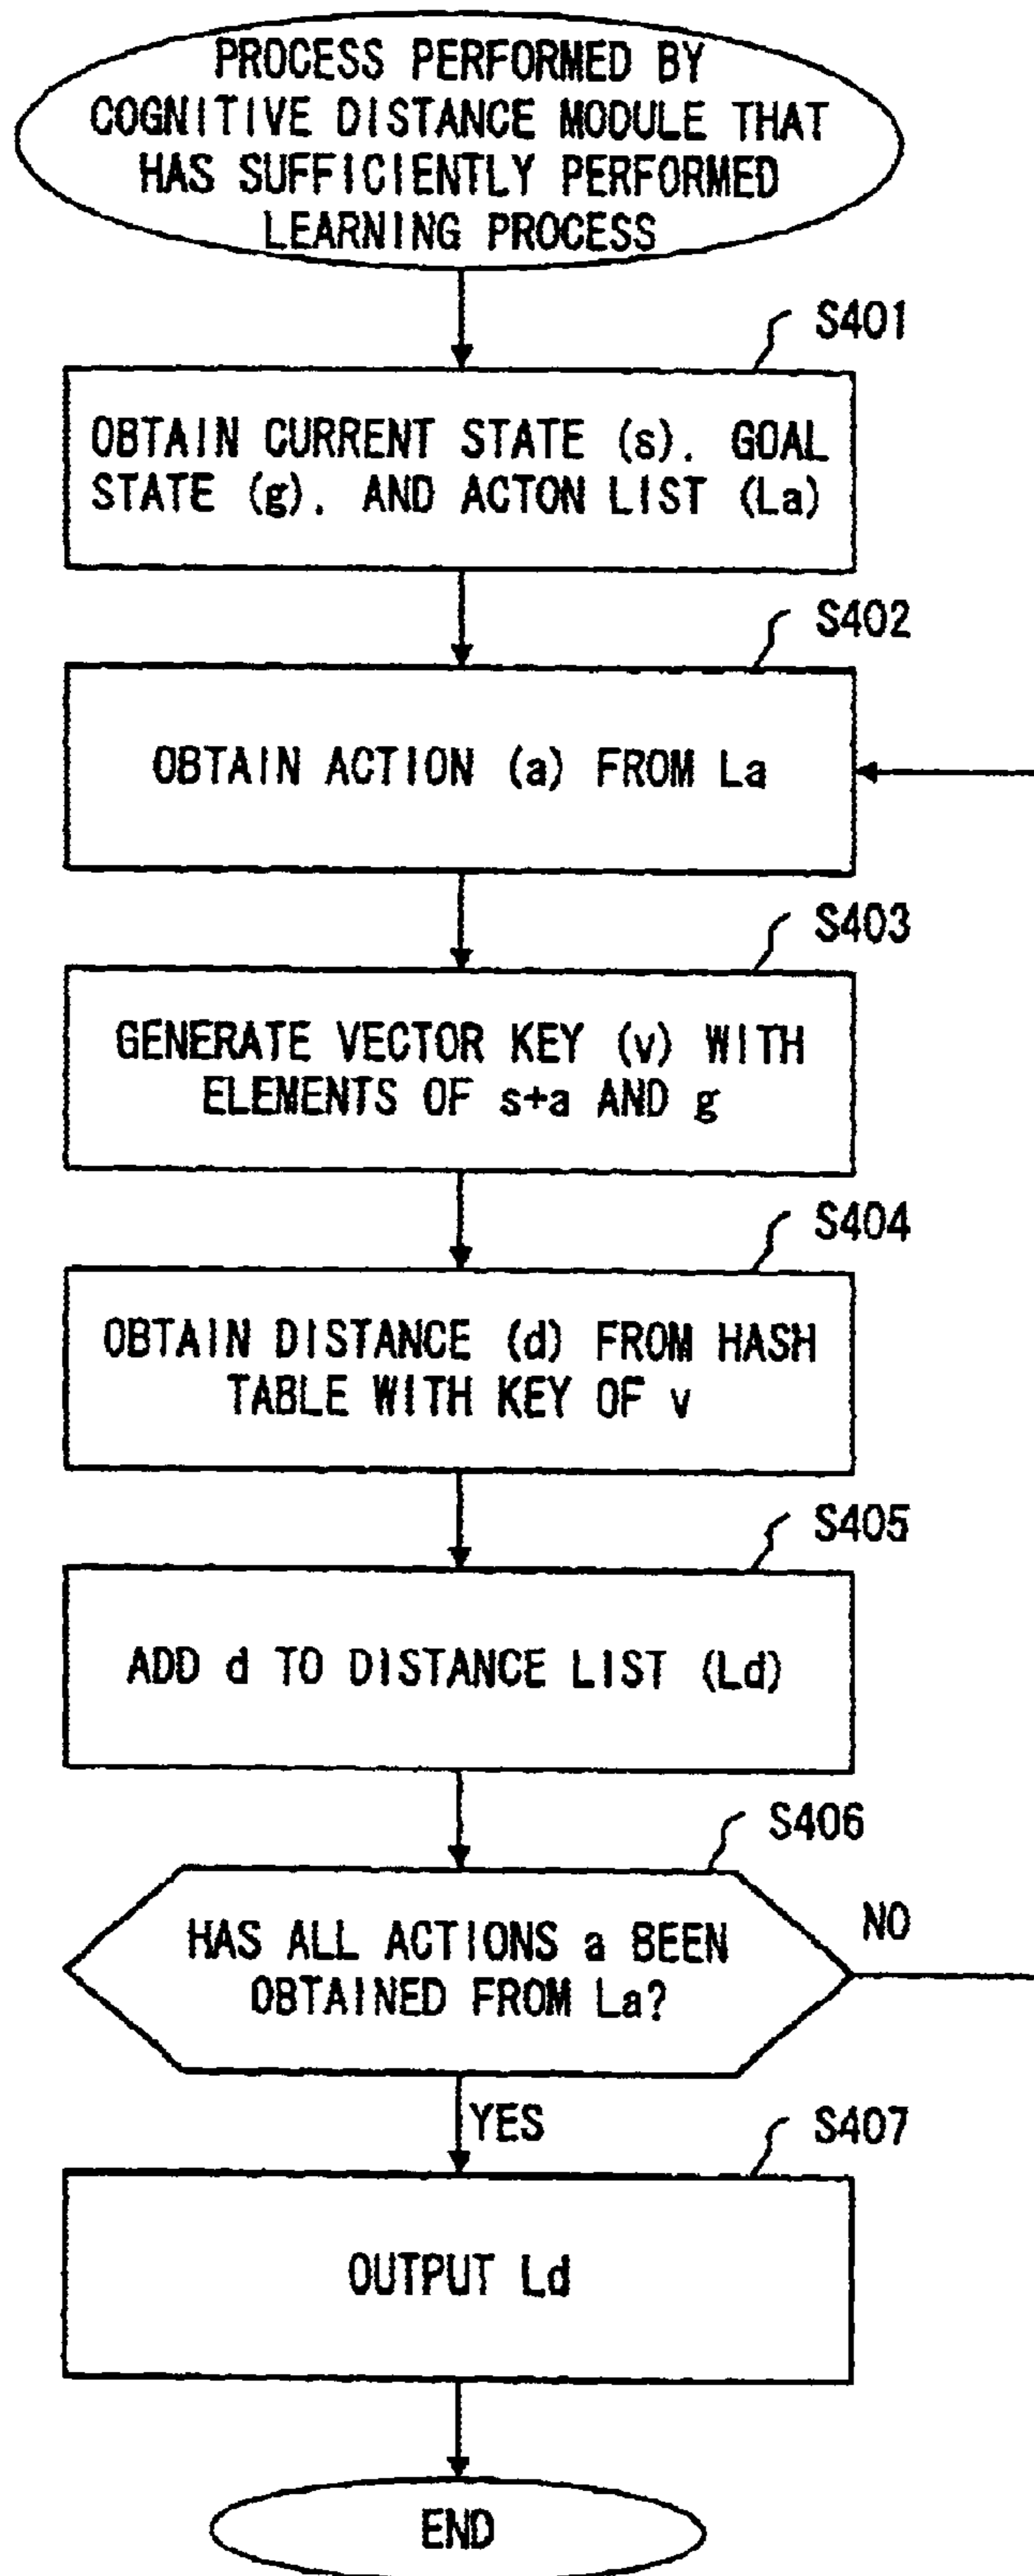 PROCESS PERFORMED BY
COGNITIVE DISTANCE MODULE THAT
HAS SUFFICIENTLY PERFORMED
LEARNING PROCESS
S401
OBTAIN CURRENT STATE (s), GOAL
STATE (g), AND ACTON LIST (La)
S402
OBTAIN ACTION (a) FROM La
S403
GENERATE VECTOR KEY (v) WITH
ELEMENTS OF s+a AND g
S404
OBTAIN DISTANCE (d) FROM HASH
TABLE WITH KEY OF v
S405
ADD d TO DISTANCE LIST (Ld)
S406
HAS ALL ACTIONS a BEEN
OBTAINED FROM La?
NO
YES
S407
OUTPUT Ld
END